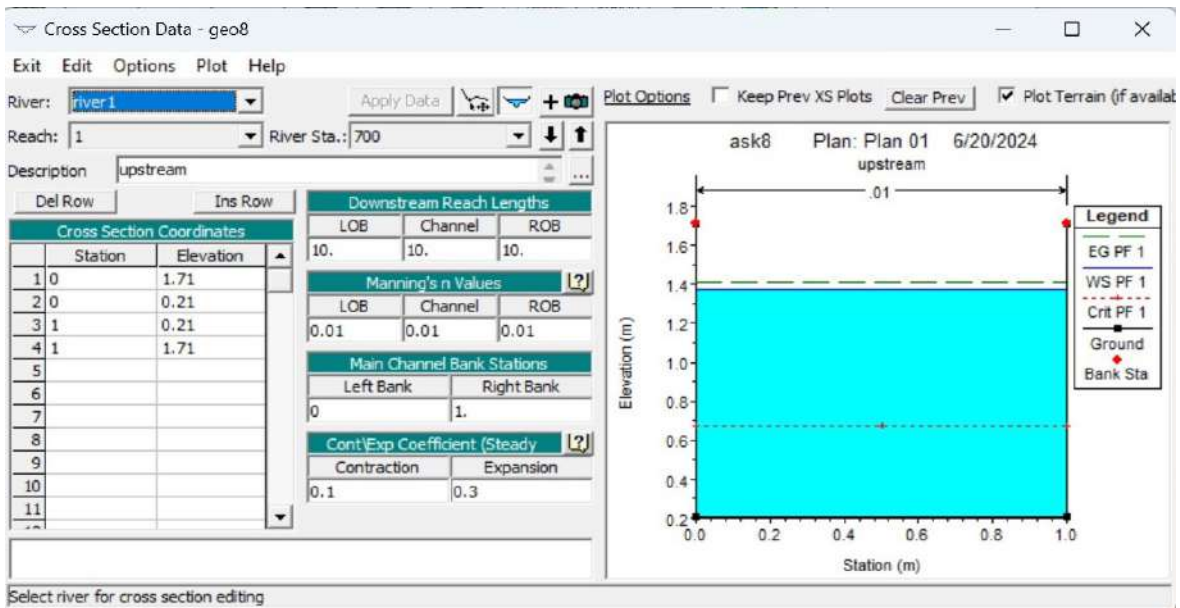 Cross Section Data - geo8
Exit Edit Options Plot Help
River: river1 Apply Data
Reach: 1 River Sta.: 700
Description upstream ...
Del Row Ins Row
Cross Section Coordinates
Station Elevation
1 0 1.71
2 0 0.21
3 1 0.21
4 1 1.71
5
6
7
8
9
10
11
Downstream Reach Lengths
LOB Channel ROB
10. 10. 10.
Manning's n Values
LOB Channel ROB
0.01 0.01 0.01
Main Channel Bank Stations
Left Bank Right Bank
0 1.
Cont\Exp Coefficient (Steady
Contraction Expansion
0.1 0.3
Select river for cross section editing
Plot Options Keep Prev XS Plots Clear Prev Plot Terrain (if availab
ask8 Plan: Plan 01 6/20/2024
upstream
.01
Elevation (m)
1.8
1.6
1.4
1.2
1.0
0.8
0.6
0.4
0.2
0.0 0.2 0.4 0.6 0.8 1.0
Station (m)
Legend
EG PF 1
WS PF 1
Crit PF 1
Ground
Bank Sta